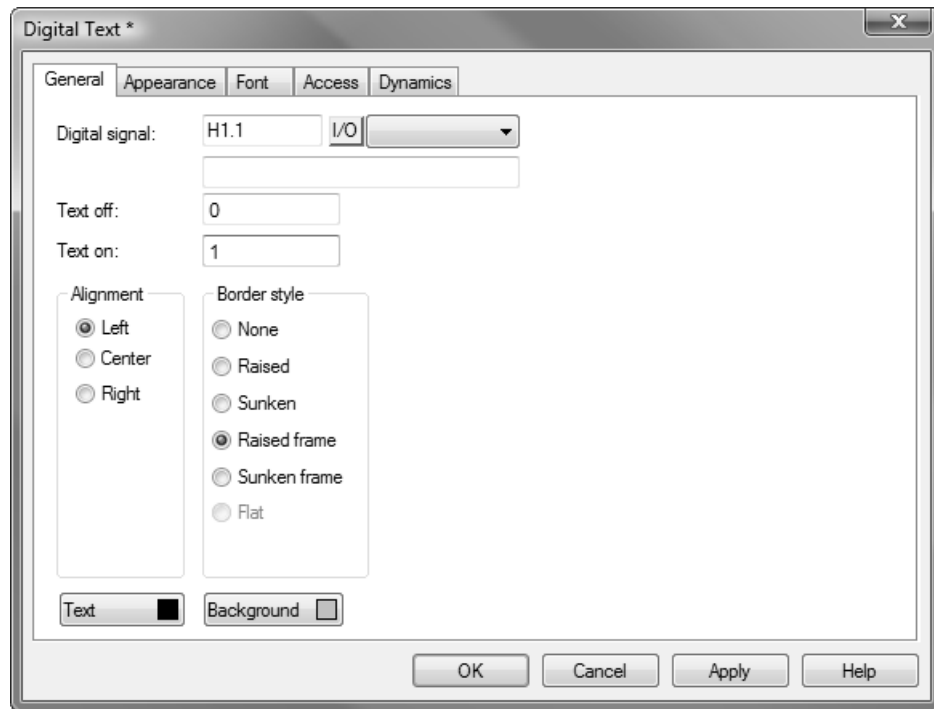 Digital Text *
General Appearance Font Access Dynamics
Digital signal: H1.1 I/O
Text off: 0
Text on: 1
Alignment Border style
Left None
Center Raised
Right Sunken
Raised frame
Sunken frame
Flat
Text Background
OK Cancel Apply Help